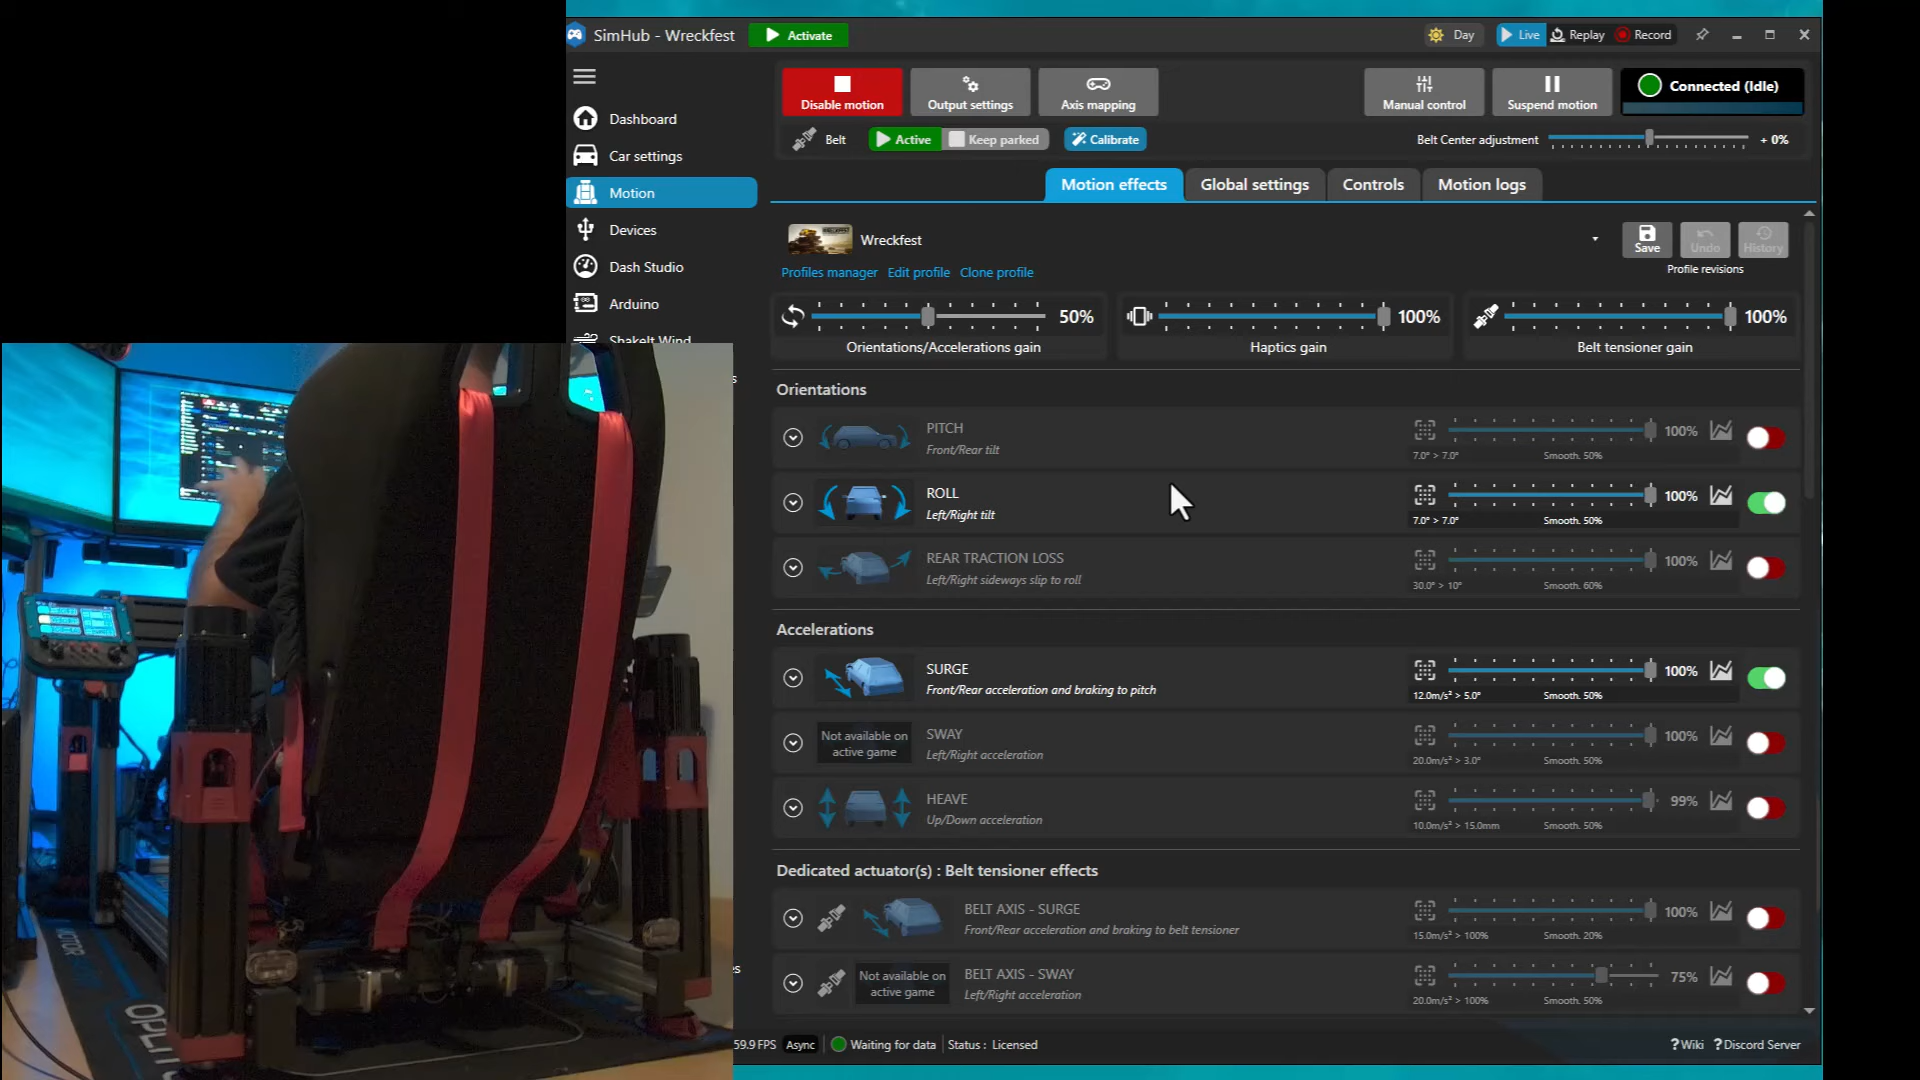 SimHub - Wreckfest
Activate
Day
Live
Replay
Record
Disable motion
Output settings
Axis mapping
Manual control
Suspend motion
Connected (Idle)
Belt
Active
Keep parked
Calibrate
Belt Center adjustment
+ 0%
Dashboard
Car settings
Motion
Devices
Dash Studio
Arduino
ShakeIt Wind
Motion effects
Global settings
Controls
Motion logs
Wreckfest
Save
Undo
History
Profiles manager
Edit profile
Clone profile
Profile revisions
50%
100%
100%
Orientations/Accelerations gain
Haptics gain
Belt tensioner gain
Orientations
PITCH
Front/Rear tilt
100%
7.0° > 7.0°
Smooth. 50%
ROLL
Left/Right tilt
100%
7.0° > 7.0°
Smooth. 50%
REAR TRACTION LOSS
Left/Right sideways slip to roll
100%
30.0° > 10°
Smooth. 60%
Accelerations
SURGE
Front/Rear acceleration and braking to pitch
100%
12.0m/s² > 5.0°
Smooth. 50%
Not available on
active game
SWAY
Left/Right acceleration
100%
20.0m/s² > 3.0°
Smooth. 50%
HEAVE
Up/Down acceleration
99%
10.0m/s² > 15.0mm
Smooth. 50%
Dedicated actuator(s) : Belt tensioner effects
BELT AXIS - SURGE
Front/Rear acceleration and braking to belt tensioner
100%
15.0m/s² > 100%
Smooth. 20%
Not available on
active game
BELT AXIS - SWAY
Left/Right acceleration
75%
20.0m/s² > 100%
Smooth. 50%
59.9 FPS
Async
Waiting for data
Status : Licensed
Wiki
Discord Server